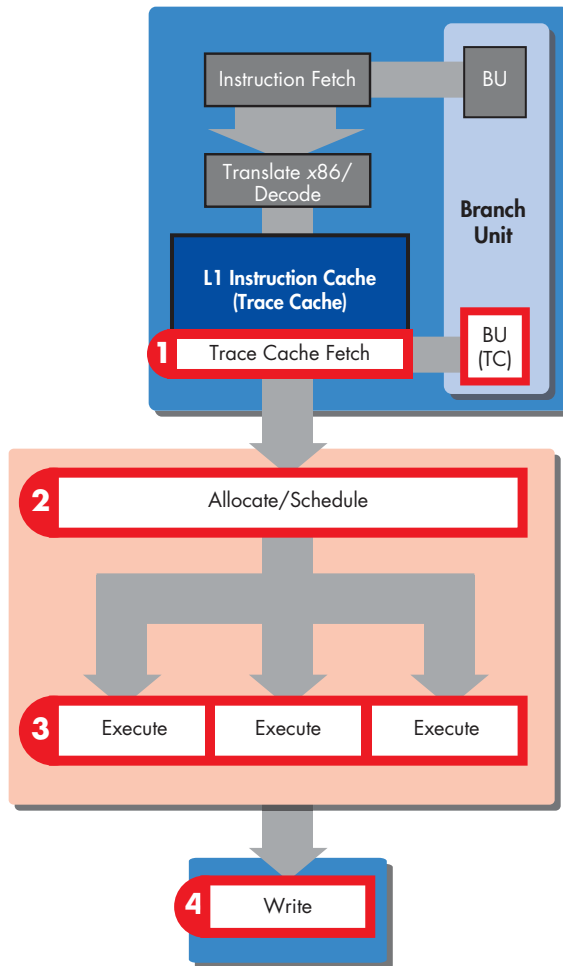 Instruction Fetch
BU
Translate x86/
Decode
Branch
Unit
L1 Instruction Cache
(Trace Cache)
1
Trace Cache Fetch
BU
(TC)
2
Allocate/Schedule
3
Execute
Execute
Execute
4
Write